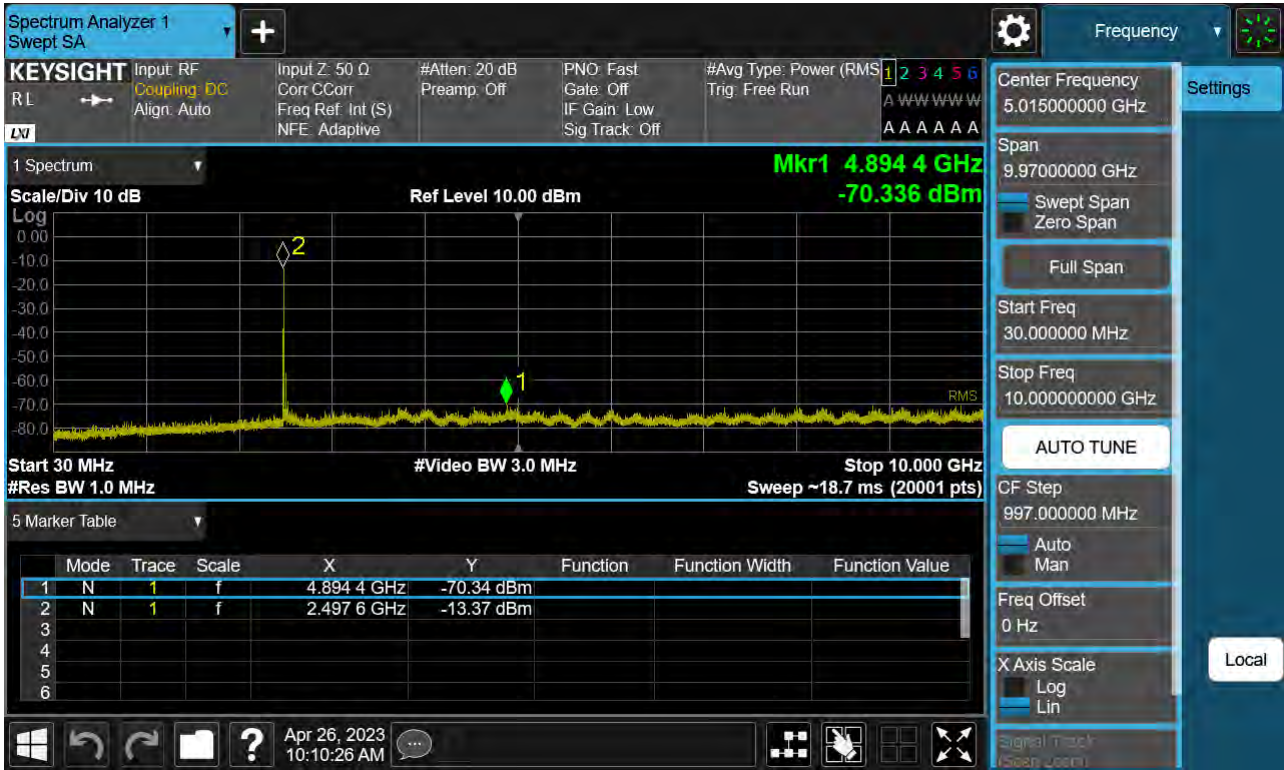 Spectrum Analyzer 1
Swept SA
Frequency
KEYSIGHT
RL
LXI
Input: RF
Coupling: DC
Align: Auto
Input Z: 50 Ω
Corr CCorr
Freq Ref: Int (S)
NFE: Adaptive
#Atten: 20 dB
Preamp: Off
PNO: Fast
Gate: Off
IF Gain: Low
Sig Track: Off
#Avg Type: Power (RMS
Trig: Free Run
1 2 3 4 5 6
A W W W W W
A A A A A A
1 Spectrum
Mkr1 4.894 4 GHz
-70.336 dBm
Scale/Div 10 dB
Ref Level 10.00 dBm
Log
0.00
-10.0
-20.0
-30.0
-40.0
-50.0
-60.0
-70.0
-80.0
2
1
RMS
Start 30 MHz
#Video BW 3.0 MHz
Stop 10.000 GHz
#Res BW 1.0 MHz
Sweep ~18.7 ms (20001 pts)
5 Marker Table
Mode Trace Scale X Y Function Function Width Function Value
1 N 1 f 4.894 4 GHz -70.34 dBm
2 N 1 f 2.497 6 GHz -13.37 dBm
3
4
5
6
Apr 26, 2023
10:10:26 AM
Center Frequency
5.015000000 GHz
Span
9.97000000 GHz
Swept Span
Zero Span
Full Span
Start Freq
30.000000 MHz
Stop Freq
10.000000000 GHz
AUTO TUNE
CF Step
997.000000 MHz
Auto
Man
Freq Offset
0 Hz
X Axis Scale
Log
Lin
Signal Track
(Span Zoom)
Settings
Local